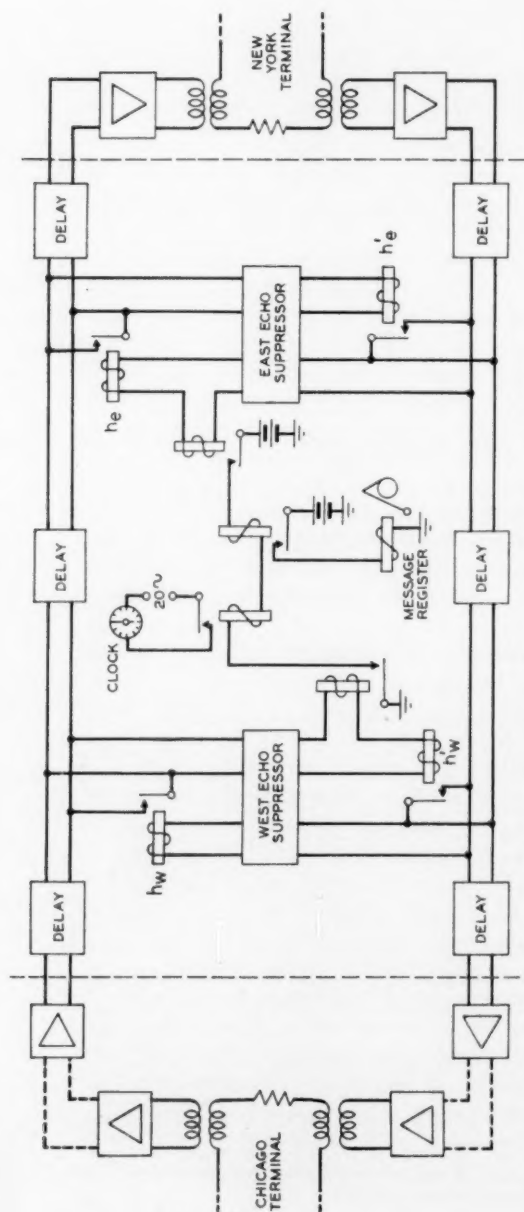 DELAY
DELAY
DELAY
hw
CLOCK
20~
he
CHICAGO
TERMINAL
WEST ECHO
SUPPRESSOR
EAST ECHO
SUPPRESSOR
NEW
YORK
TERMINAL
h'w
MESSAGE
REGISTER
h'e
DELAY
DELAY
DELAY